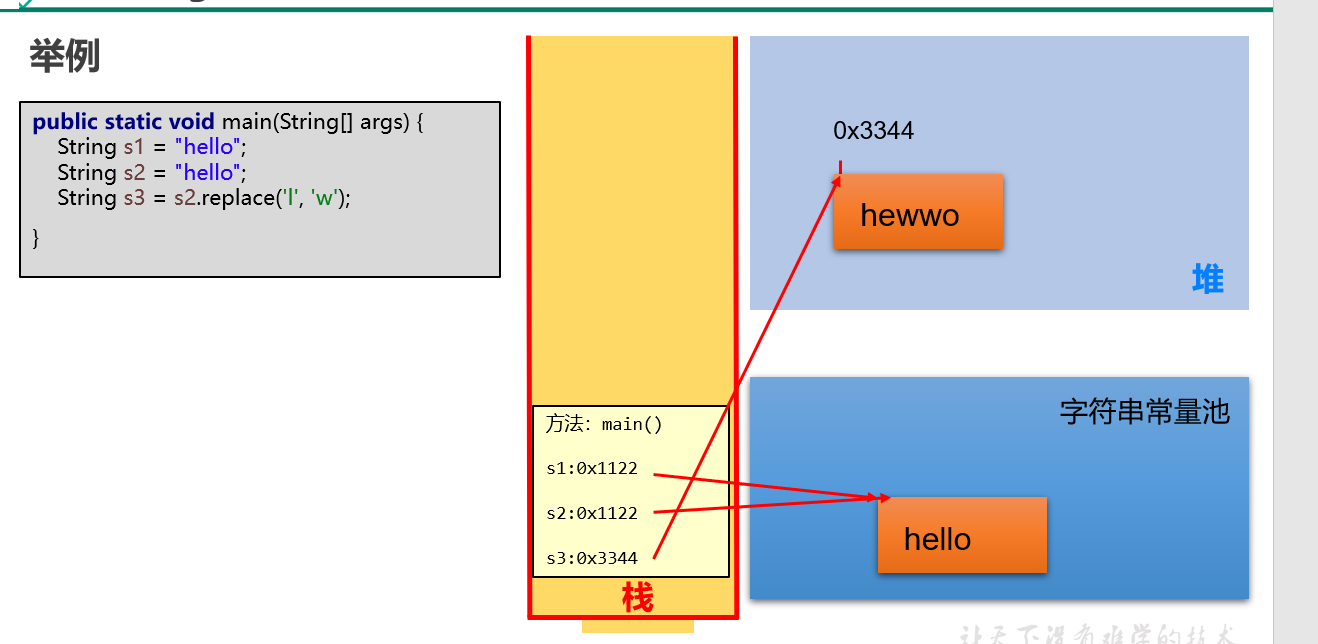 举例
public static void main(String[] args) {
String s1 = "hello";
String s2 = "hello";
String s3 = s2.replace('l', 'w');
}
0x3344
hewwo
堆
字符串常量池
方法：main()
s1:0x1122
s2:0x1122
s3:0x3344
hello
栈
让天下没有难学的技术